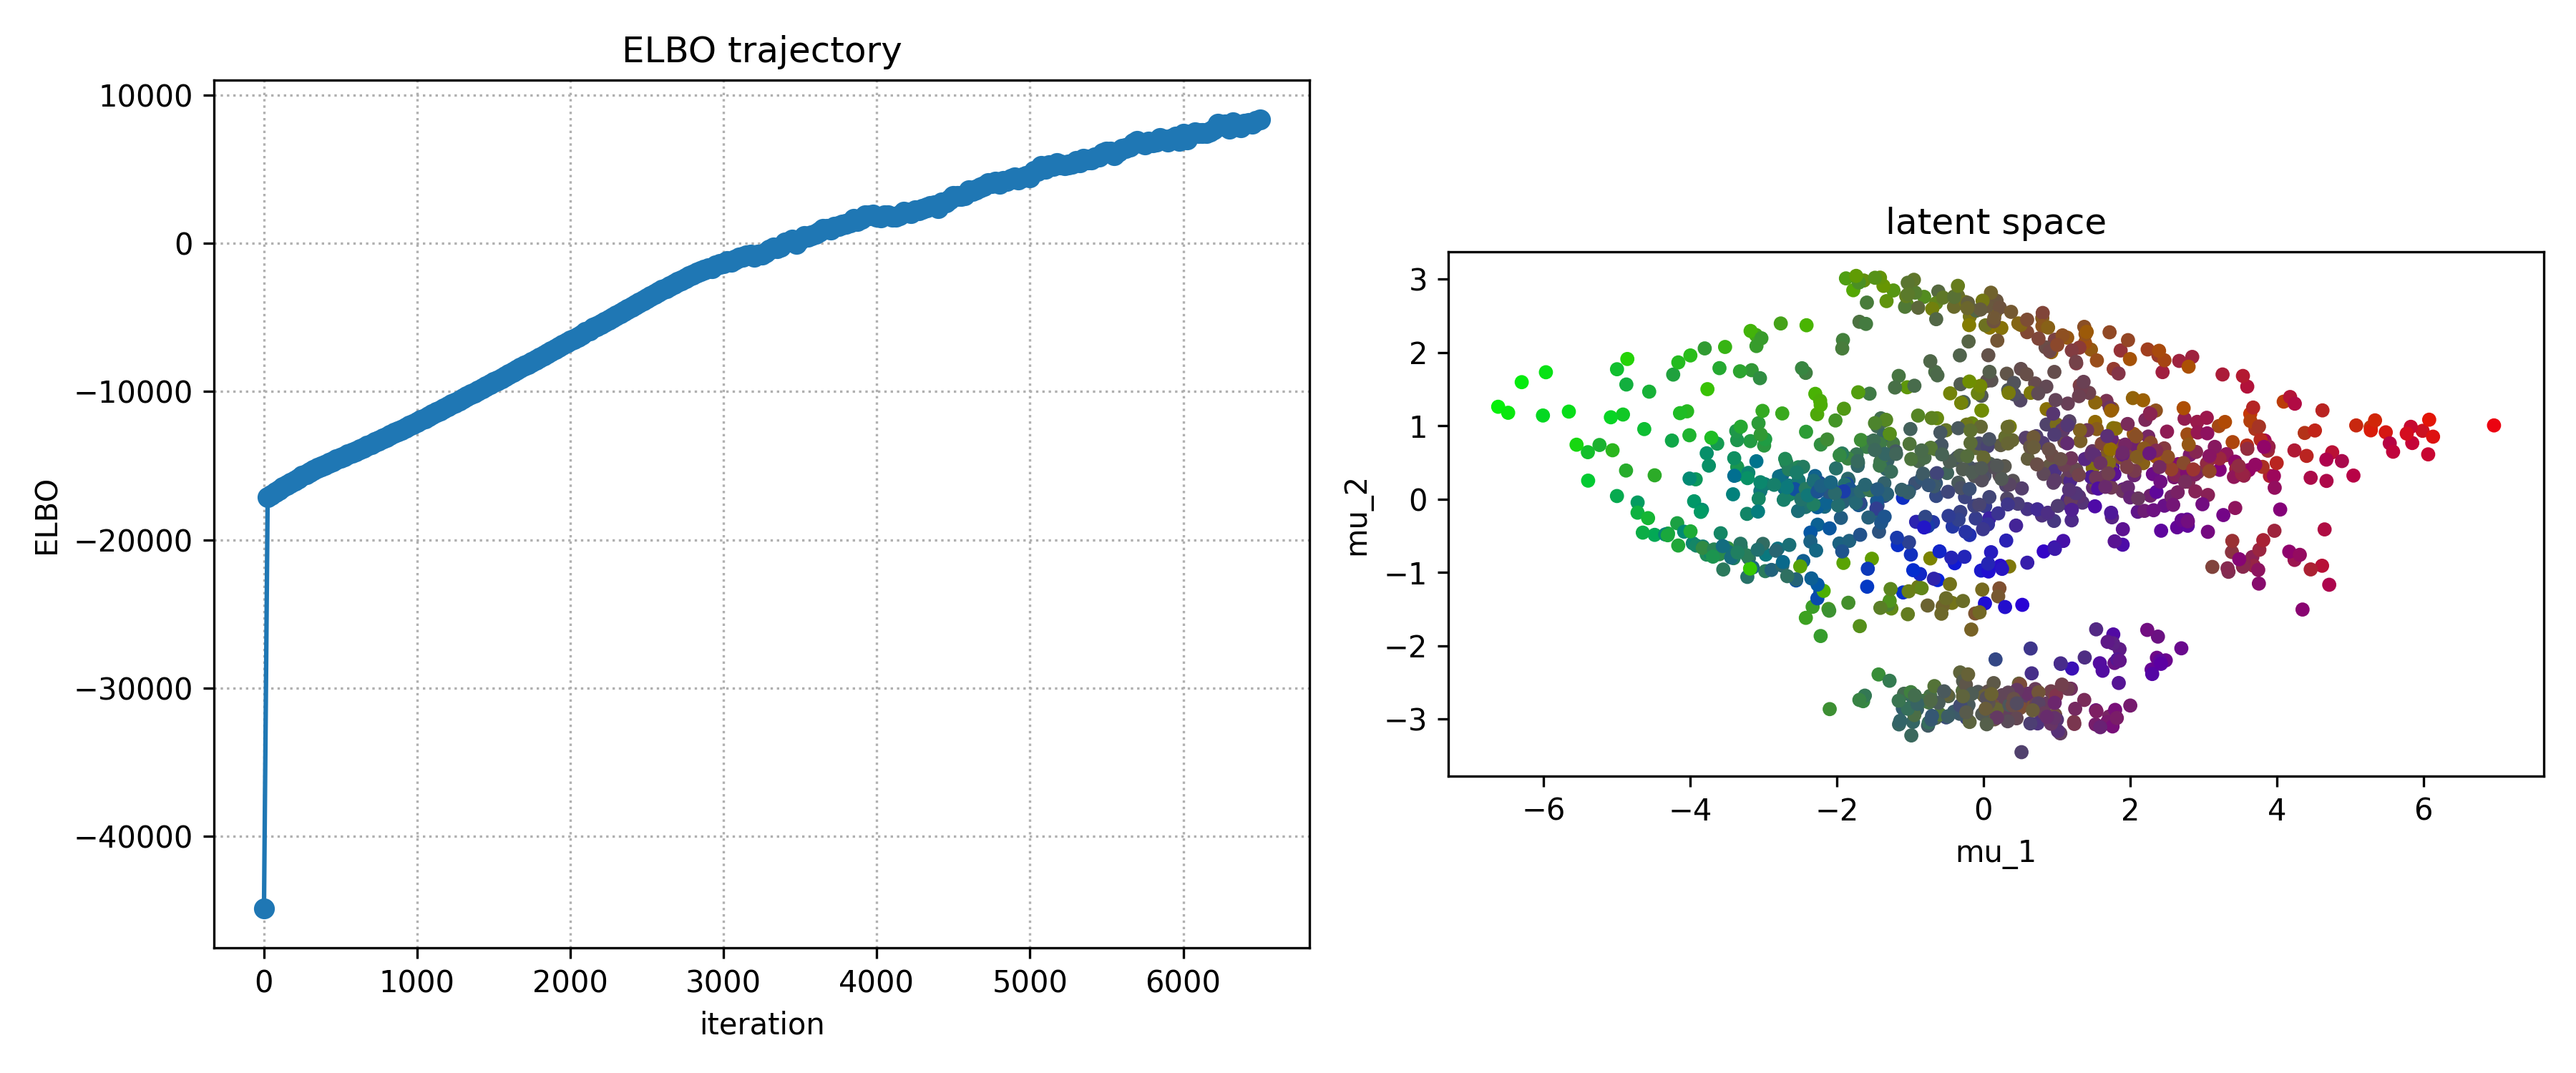 ELBO trajectory
10000
0
−10000
−20000
−30000
−40000
ELBO
0 1000 2000 3000 4000 5000 6000
iteration
latent space
3
2
1
0
−1
−2
−3
mu_2
−6 −4 −2 0 2 4 6
mu_1